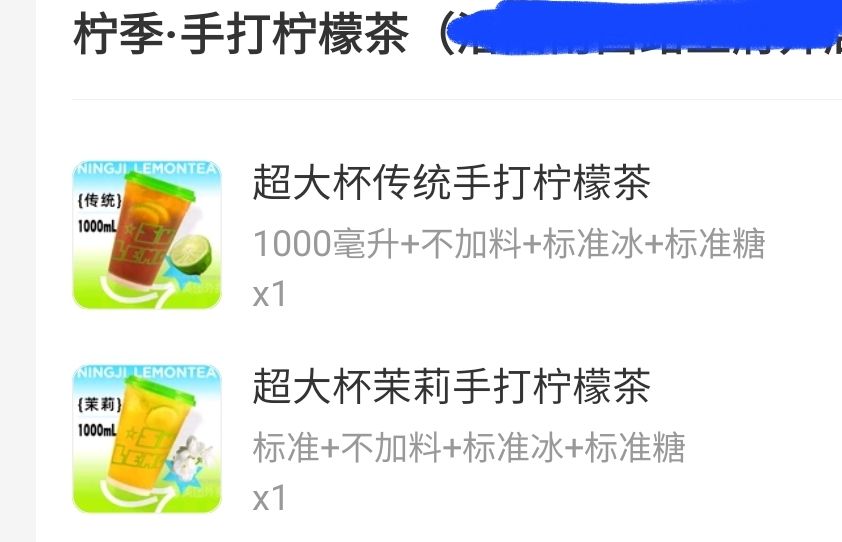 柠季·手打柠檬茶（
NINGJI LEMONTEA
{传统}
1000mL
超大杯传统手打柠檬茶
1000毫升+不加料+标准冰+标准糖
x1
NINGJI LEMONTEA
{茉莉}
1000mL
超大杯茉莉手打柠檬茶
标准+不加料+标准冰+标准糖
x1